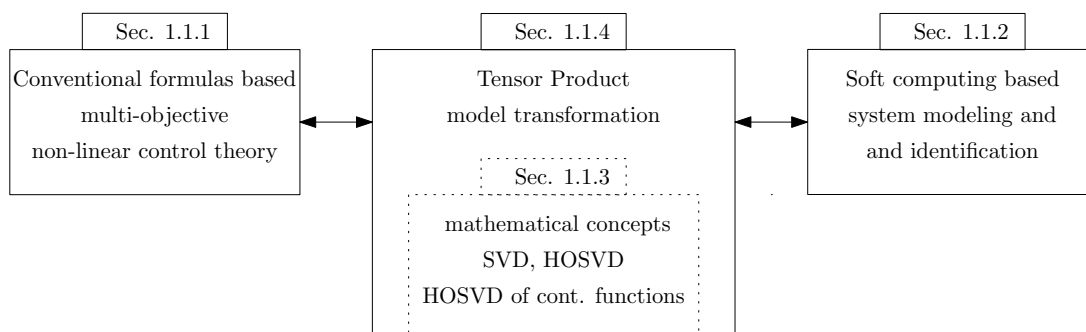 Sec. 1.1.1
Conventional formulas based
multi-objective
non-linear control theory
Sec. 1.1.4
Tensor Product
model transformation
Sec. 1.1.3
mathematical concepts
SVD, HOSVD
HOSVD of cont. functions
Sec. 1.1.2
Soft computing based
system modeling and
and identification